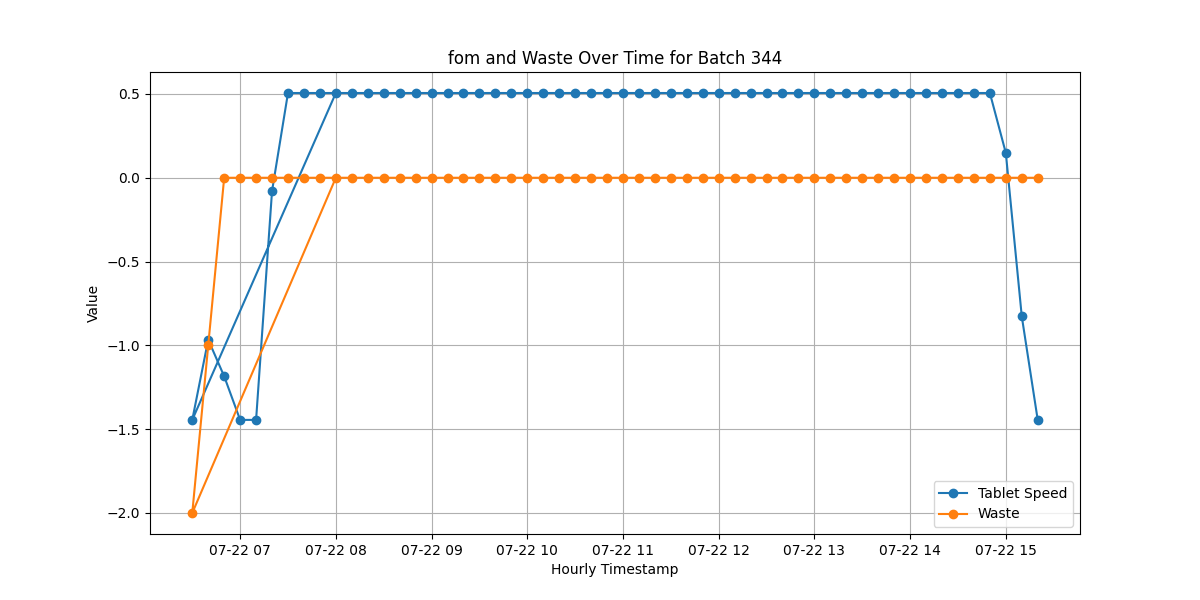 fom and Waste Over Time for Batch 344
0.5
0.0
−0.5
−1.0
−1.5
−2.0
Value
07-22 07 07-22 08 07-22 09 07-22 10 07-22 11 07-22 12 07-22 13 07-22 14 07-22 15
Hourly Timestamp
Tablet Speed
Waste